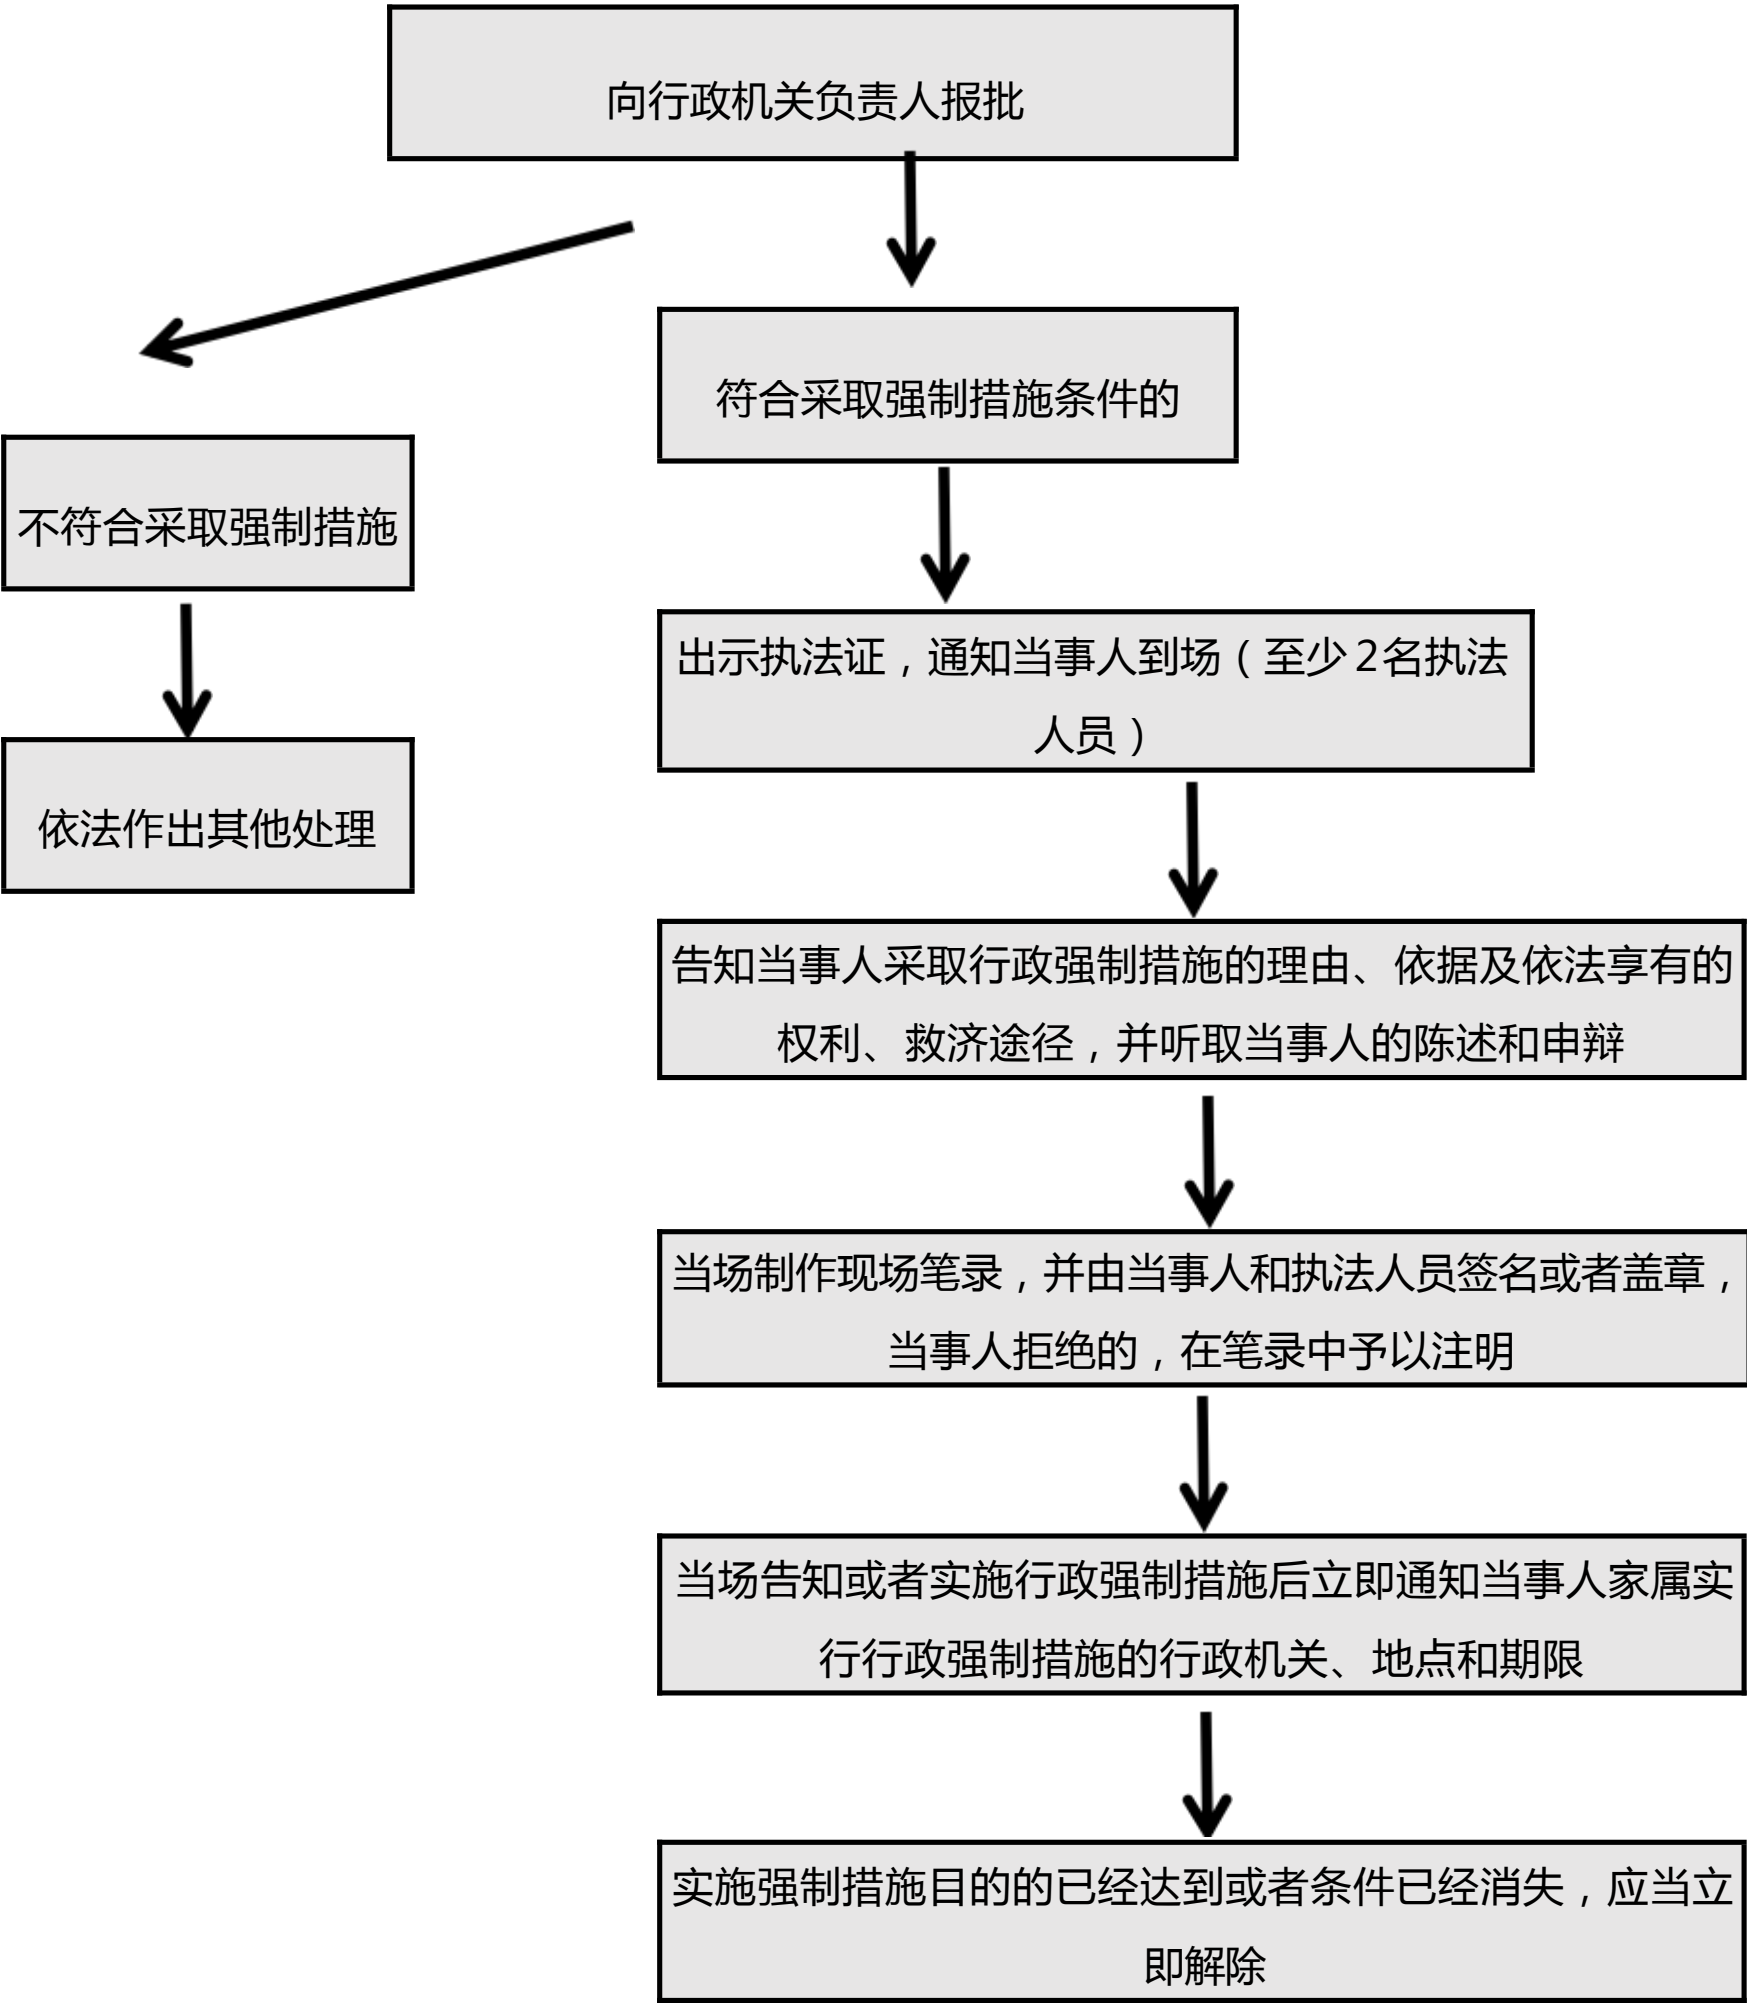 向行政机关负责人报批
符合采取强制措施条件的
不符合采取强制措施
出示执法证，通知当事人到场（至少2名执法
人员）
依法作出其他处理
告知当事人采取行政强制措施的理由、依据及依法享有的
权利、救济途径，并听取当事人的陈述和申辩
当场制作现场笔录，并由当事人和执法人员签名或者盖章，
当事人拒绝的，在笔录中予以注明
当场告知或者实施行政强制措施后立即通知当事人家属实
行行政强制措施的行政机关、地点和期限
实施强制措施目的的已经达到或者条件已经消失，应当立
即解除